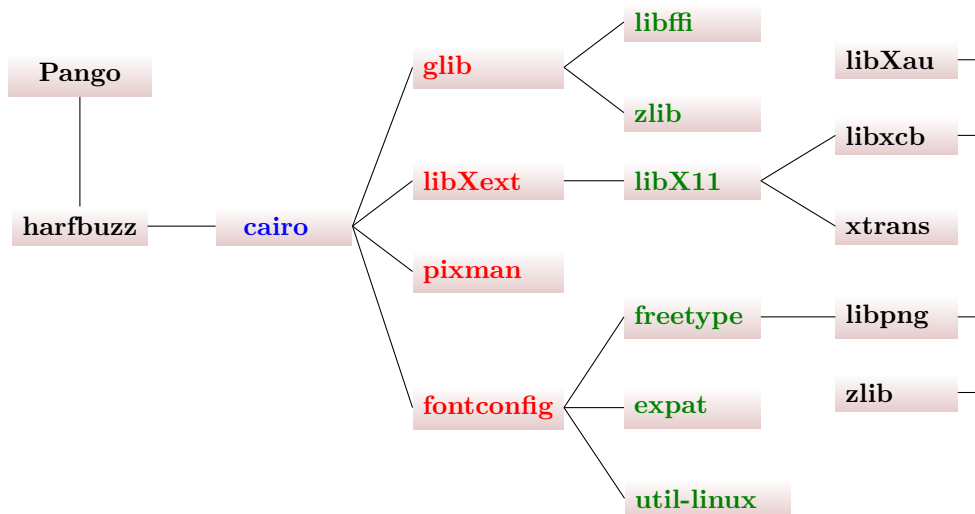 Pango
harfbuzz
cairo
glib
libXext
pixman
fontconfig
libffi
zlib
libX11
freetype
expat
util-linux
libXau
libxcb
xtrans
libpng
zlib